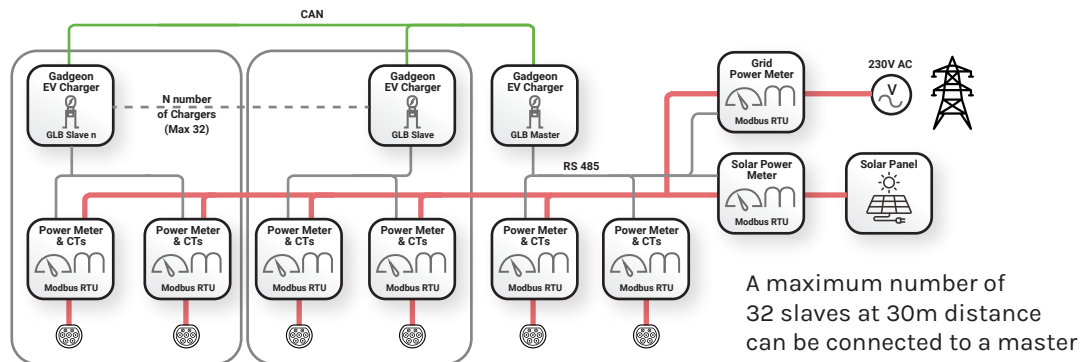 CAN
Gadgeon
EV Charger
GLB Slave n
N number
of Chargers
(Max 32)
Gadgeon
EV Charger
GLB Slave
Gadgeon
EV Charger
GLB Master
Grid
Power Meter
Modbus RTU
230V AC
V
RS 485
Solar Power
Meter
Modbus RTU
Solar Panel
Power Meter
& CTs
Modbus RTU
Power Meter
& CTs
Modbus RTU
Power Meter
& CTs
Modbus RTU
Power Meter
& CTs
Modbus RTU
Power Meter
& CTs
Modbus RTU
Power Meter
& CTs
Modbus RTU
A maximum number of
32 slaves at 30m distance
can be connected to a master